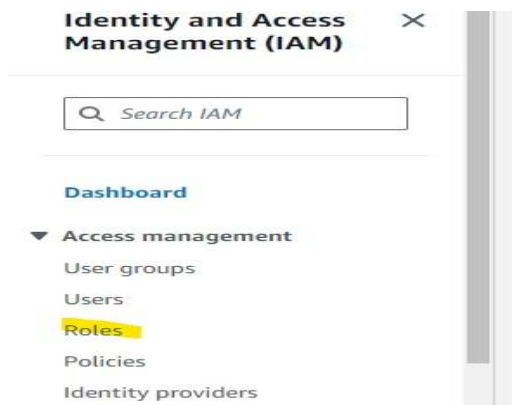 Identity and Access
Management (IAM)
Search IAM
Dashboard
Access management
User groups
Users
Roles
Policies
Identity providers